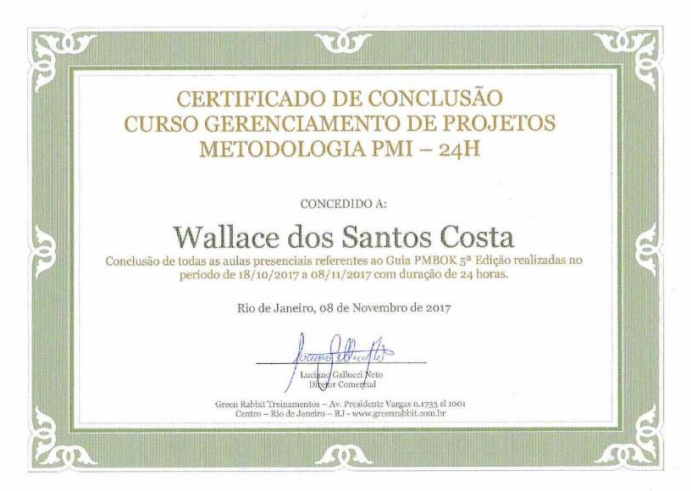 CERTIFICADO DE CONCLUSÃO
CURSO GERENCIAMENTO DE PROJETOS
METODOLOGIA PMI – 24H
CONCEDIDO A:
Wallace dos Santos Costa
Conclusão de todas as aulas presenciais referentes ao Guia PMBOK 5ª Edição realizadas no
período de 18/10/2017 a 08/11/2017 com duração de 24 horas.
Rio de Janeiro, 08 de Novembro de 2017
Luciano Gallucci Neto
Diretor Comercial
Green Rabbit Treinamentos – Av. Presidente Vargas n.1733 sl 1001
Centro – Rio de Janeiro – RJ - www.greenrabbit.com.br